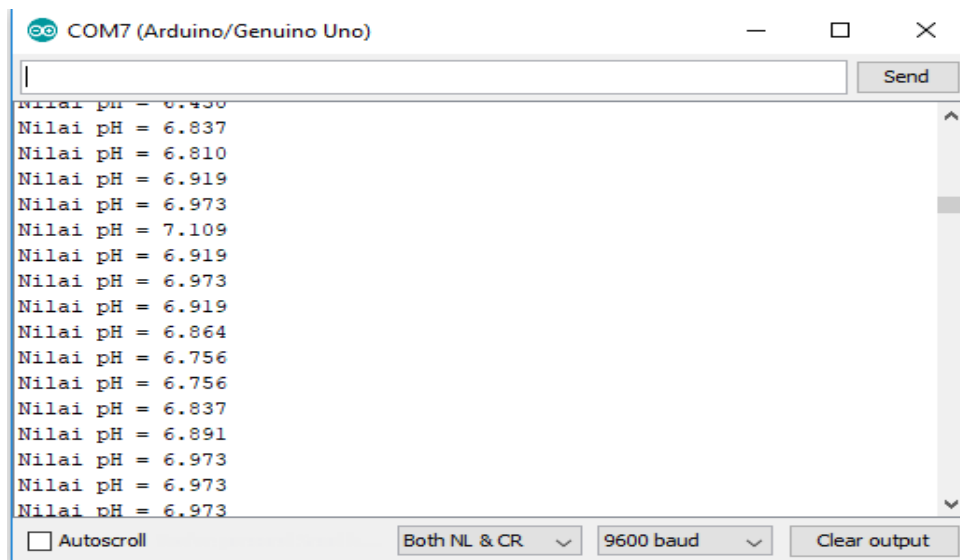 COM7 (Arduino/Genuino Uno)
Send
Nilai pH = 6.430
Nilai pH = 6.837
Nilai pH = 6.810
Nilai pH = 6.919
Nilai pH = 6.973
Nilai pH = 7.109
Nilai pH = 6.919
Nilai pH = 6.973
Nilai pH = 6.919
Nilai pH = 6.864
Nilai pH = 6.756
Nilai pH = 6.756
Nilai pH = 6.837
Nilai pH = 6.891
Nilai pH = 6.973
Nilai pH = 6.973
Nilai pH = 6.973
Autoscroll
Both NL & CR
9600 baud
Clear output